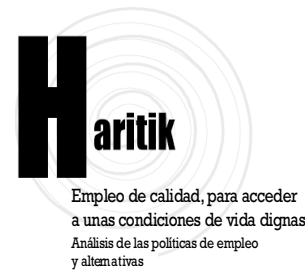 Haritik
Empleo de calidad, para acceder
a unas condiciones de vida dignas
Análisis de las políticas de empleo
y alternativas